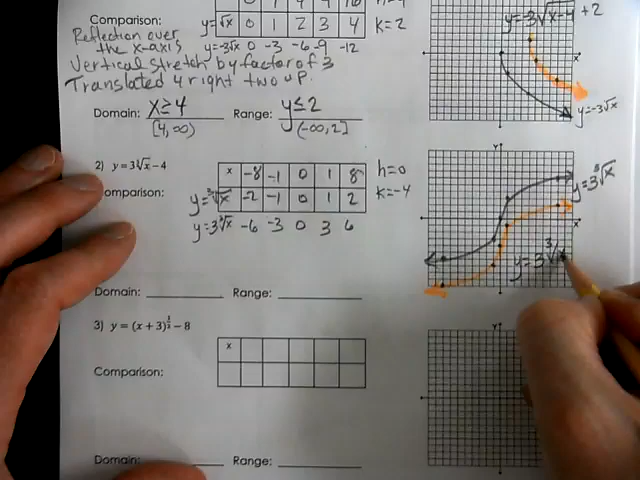 Comparison:
y=√x 0 1 2 3 4
k=2
y=-3√x-4 +2
Reflection over
the x-axis
y=-3√x 0 -3 -6 -9 -12
Vertical stretch by factor of 3
Translated 4 right two up.
x
y=-3√x
Domain: x≥4 Range: y≤2
[4,∞) (-∞,2]
2) y = 3∛x - 4
x -8 -1 0 1 8
h=0
y=∛x -2 -1 0 1 2
k=-4
omparison:
y=3∛x -6 -3 0 3 6
Y
y=3∛x
x
y=3∛x
Domain: Range:
3) y = (x + 3)^⅓ - 8
x
Comparison:
Y
Domain: Range: